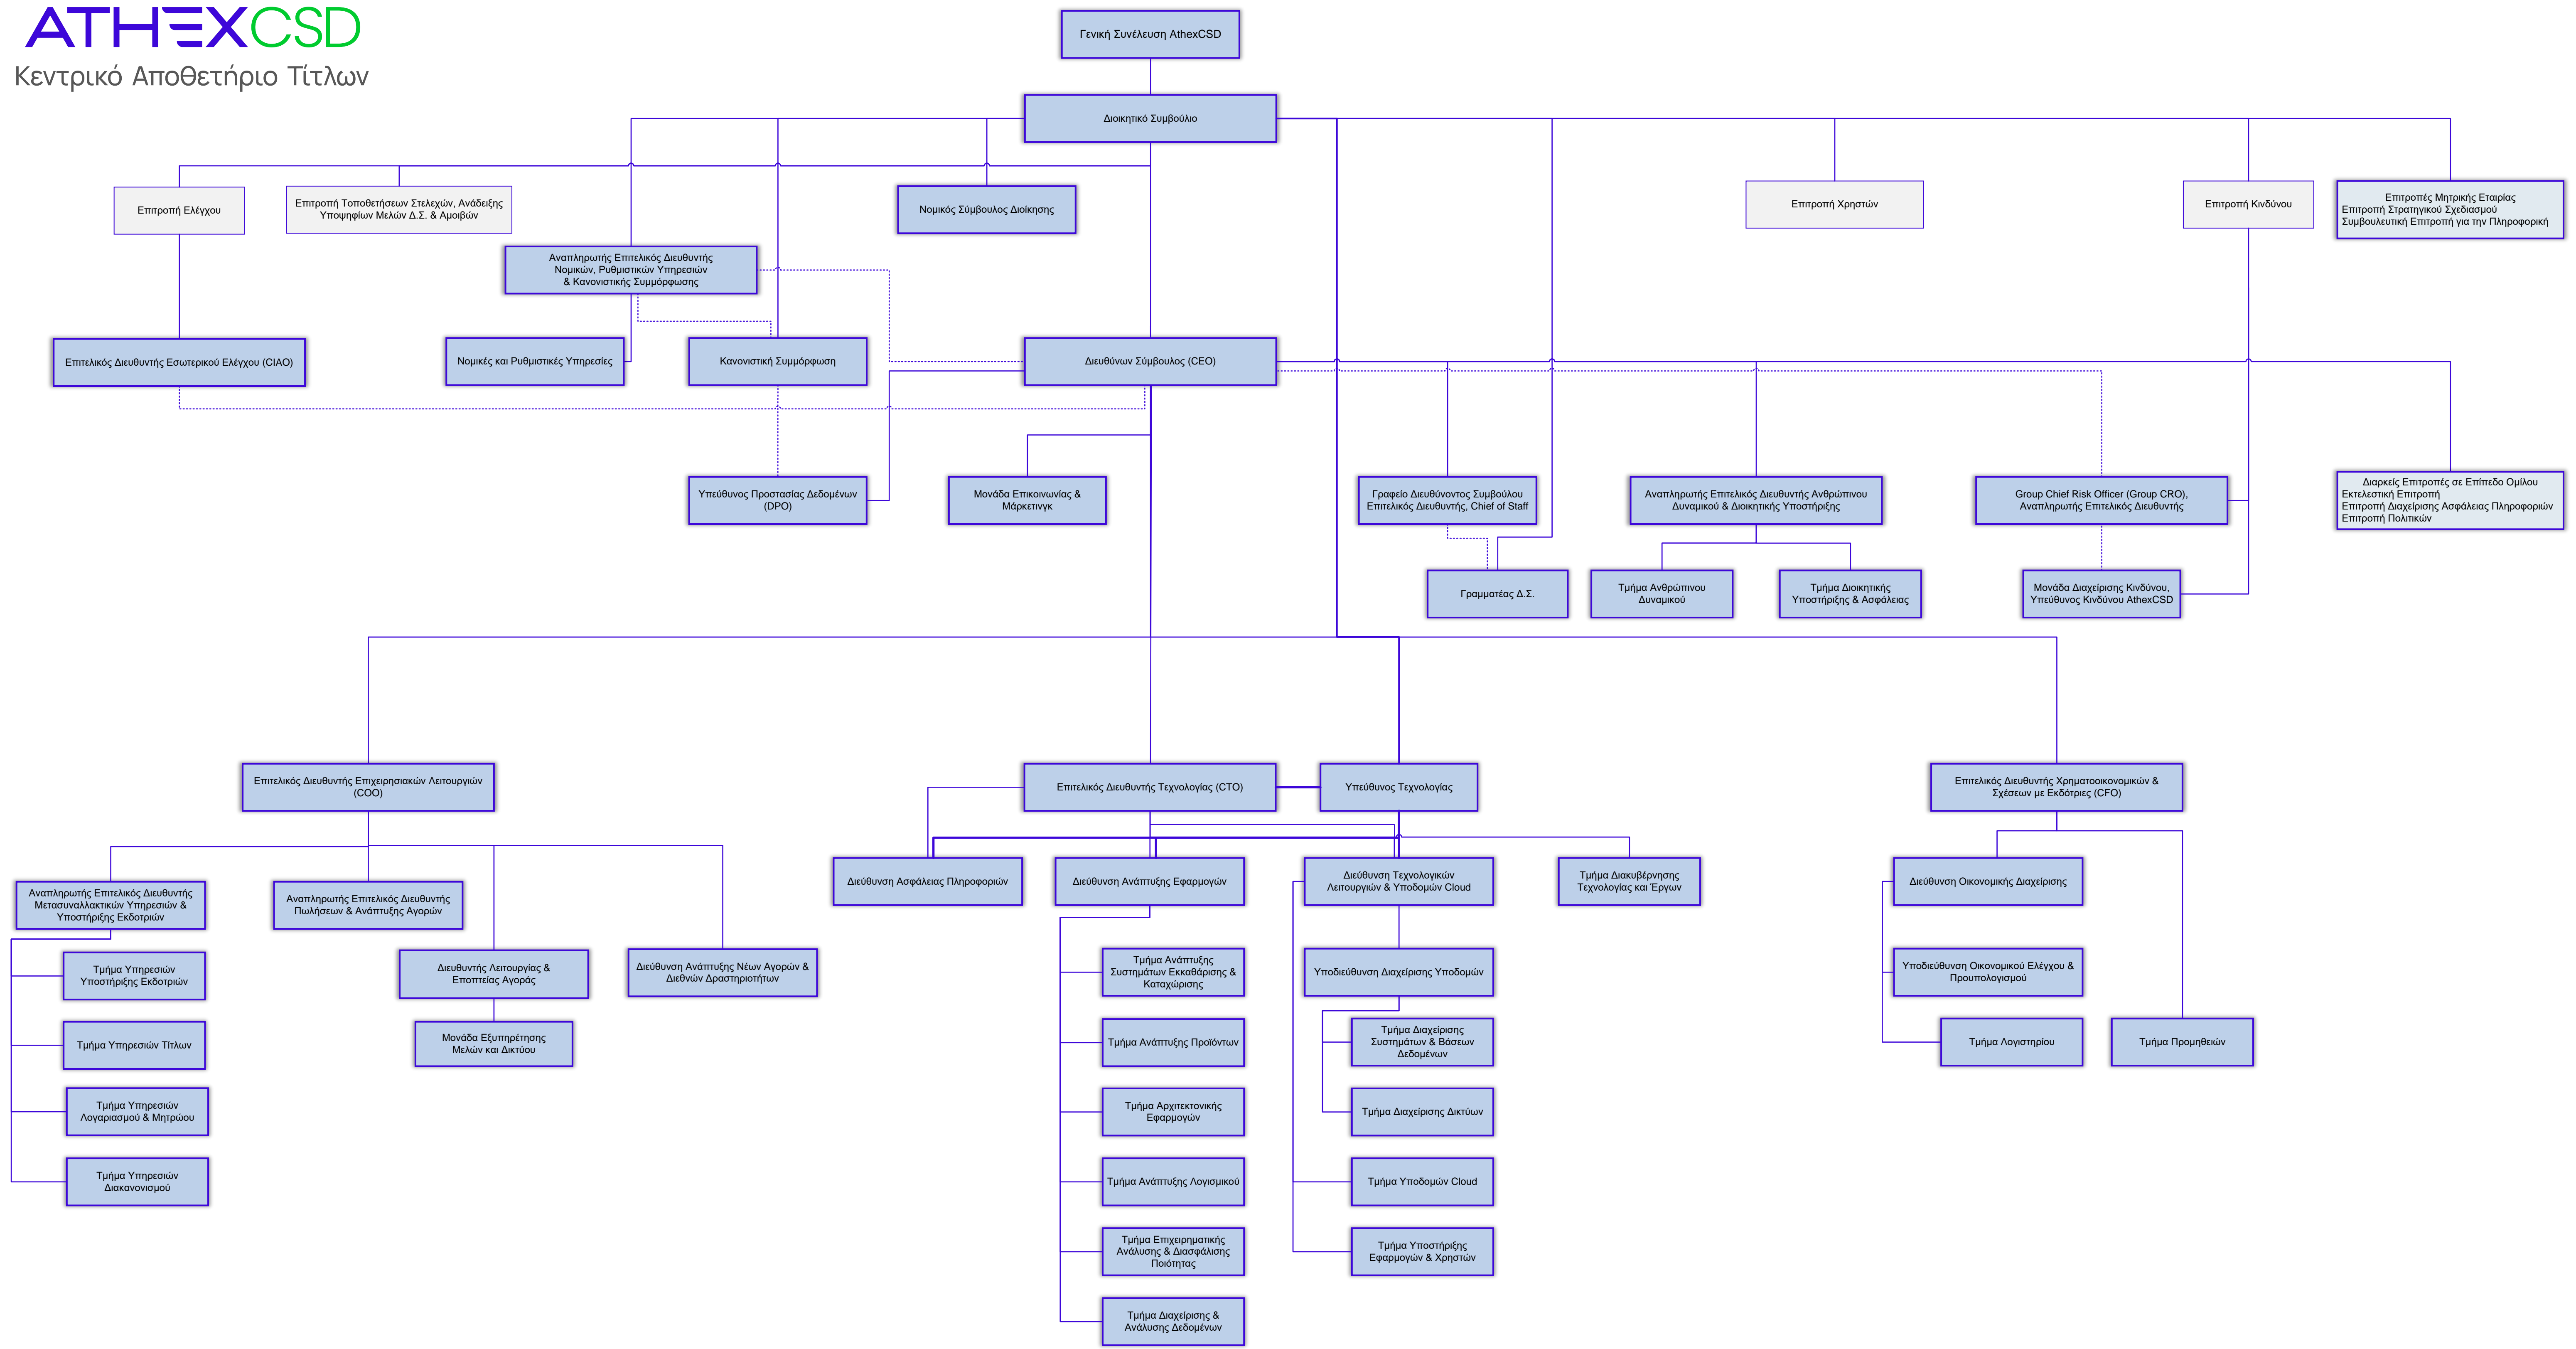 ATHEXCSD
Κεντρικό Αποθετήριο Τίτλων
Γενική Συνέλευση AthexCSD
Διοικητικό Συμβούλιο
Επιτροπή Ελέγχου
Επιτροπή Τοποθετήσεων Στελεχών, Ανάδειξης
Υποψηφίων Μελών Δ.Σ. & Αμοιβών
Νομικός Σύμβουλος Διοίκησης
Επιτροπή Χρηστών
Επιτροπή Κινδύνου
Επιτροπές Μητρικής Εταιρίας
Επιτροπή Στρατηγικού Σχεδιασμού
Συμβουλευτική Επιτροπή για την Πληροφορική
Αναπληρωτής Επιτελικός Διευθυντής
Νομικών, Ρυθμιστικών Υπηρεσιών
& Κανονιστικής Συμμόρφωσης
Επιτελικός Διευθυντής Εσωτερικού Ελέγχου (CIAO)
Νομικές και Ρυθμιστικές Υπηρεσίες
Κανονιστική Συμμόρφωση
Διευθύνων Σύμβουλος (CEO)
Υπεύθυνος Προστασίας Δεδομένων
(DPO)
Μονάδα Επικοινωνίας &
Μάρκετινγκ
Γραφείο Διευθύνοντος Συμβούλου
Επιτελικός Διευθυντής, Chief of Staff
Αναπληρωτής Επιτελικός Διευθυντής Ανθρώπινου
Δυναμικού & Διοικητικής Υποστήριξης
Group Chief Risk Officer (Group CRO),
Αναπληρωτής Επιτελικός Διευθυντής
Διαρκείς Επιτροπές σε Επίπεδο Ομίλου
Εκτελεστική Επιτροπή
Επιτροπή Διαχείρισης Ασφάλειας Πληροφοριών
Επιτροπή Πολιτικών
Γραμματέας Δ.Σ.
Τμήμα Ανθρώπινου
Δυναμικού
Τμήμα Διοικητικής
Υποστήριξης & Ασφάλειας
Μονάδα Διαχείρισης Κινδύνου,
Υπεύθυνος Κινδύνου AthexCSD
Επιτελικός Διευθυντής Επιχειρησιακών Λειτουργιών
(COO)
Επιτελικός Διευθυντής Τεχνολογίας (CTO)
Υπεύθυνος Τεχνολογίας
Επιτελικός Διευθυντής Χρηματοοικονομικών &
Σχέσεων με Εκδότριες (CFO)
Αναπληρωτής Επιτελικός Διευθυντής
Μετασυναλλακτικών Υπηρεσιών &
Υποστήριξης Εκδοτριών
Αναπληρωτής Επιτελικός Διευθυντής
Πωλήσεων & Ανάπτυξης Αγορών
Διεύθυνση Ασφάλειας Πληροφοριών
Διεύθυνση Ανάπτυξης Εφαρμογών
Διεύθυνση Τεχνολογικών
Λειτουργιών & Υποδομών Cloud
Τμήμα Διακυβέρνησης
Τεχνολογίας και Έργων
Διεύθυνση Οικονομικής Διαχείρισης
Τμήμα Υπηρεσιών
Υποστήριξης Εκδοτριών
Διευθυντής Λειτουργίας &
Εποπτείας Αγοράς
Διεύθυνση Ανάπτυξης Νέων Αγορών &
Διεθνών Δραστηριοτήτων
Τμήμα Ανάπτυξης
Συστημάτων Εκκαθάρισης &
Καταχώρισης
Υποδιεύθυνση Διαχείρισης Υποδομών
Υποδιεύθυνση Οικονομικού Ελέγχου &
Προυπολογισμού
Τμήμα Υπηρεσιών Τίτλων
Μονάδα Εξυπηρέτησης
Μελών και Δικτύου
Τμήμα Ανάπτυξης Προϊόντων
Τμήμα Διαχείρισης
Συστημάτων & Βάσεων
Δεδομένων
Τμήμα Λογιστηρίου
Τμήμα Προμηθειών
Τμήμα Υπηρεσιών
Λογαριασμού & Μητρώου
Τμήμα Αρχιτεκτονικής
Εφαρμογών
Τμήμα Διαχείρισης Δικτύων
Τμήμα Υπηρεσιών
Διακανονισμού
Τμήμα Ανάπτυξης Λογισμικού
Τμήμα Υποδομών Cloud
Τμήμα Επιχειρηματικής
Ανάλυσης & Διασφάλισης
Ποιότητας
Τμήμα Υποστήριξης
Εφαρμογών & Χρηστών
Τμήμα Διαχείρισης &
Ανάλυσης Δεδομένων